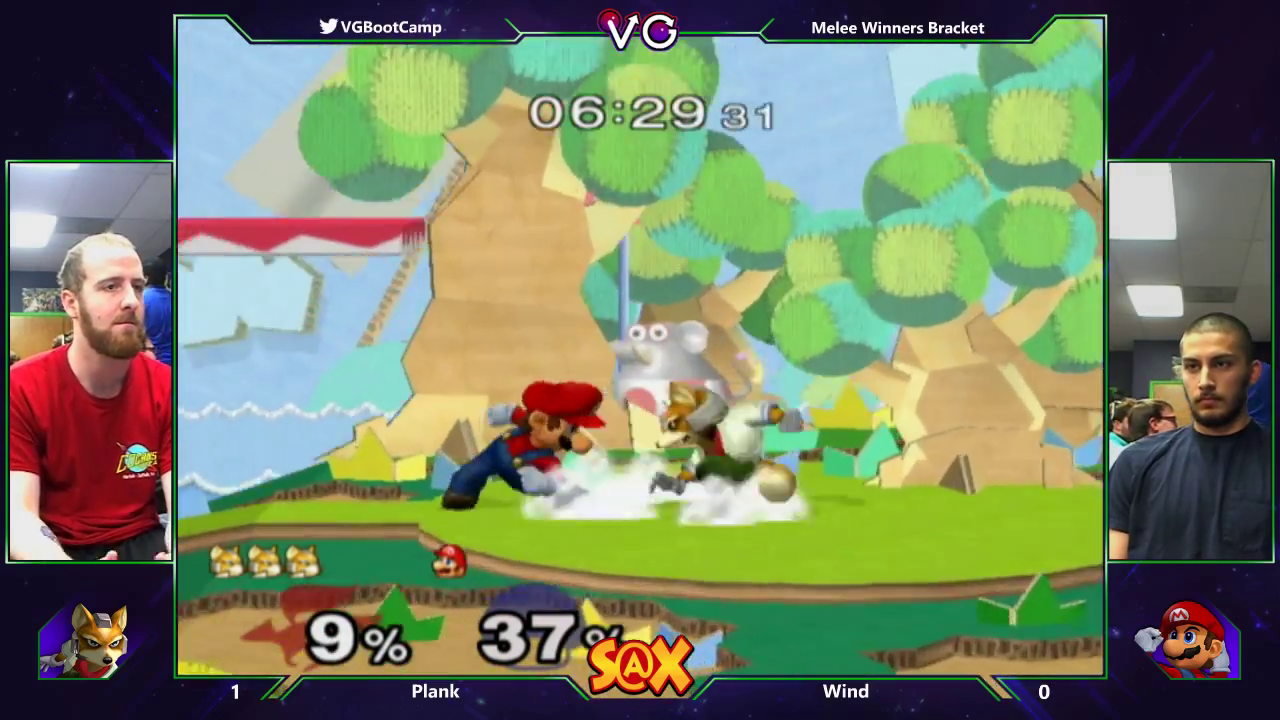 VGBootCamp
VG
Melee Winners Bracket
06:29 31
9%
37%
S@X
1
Plank
Wind
0
M